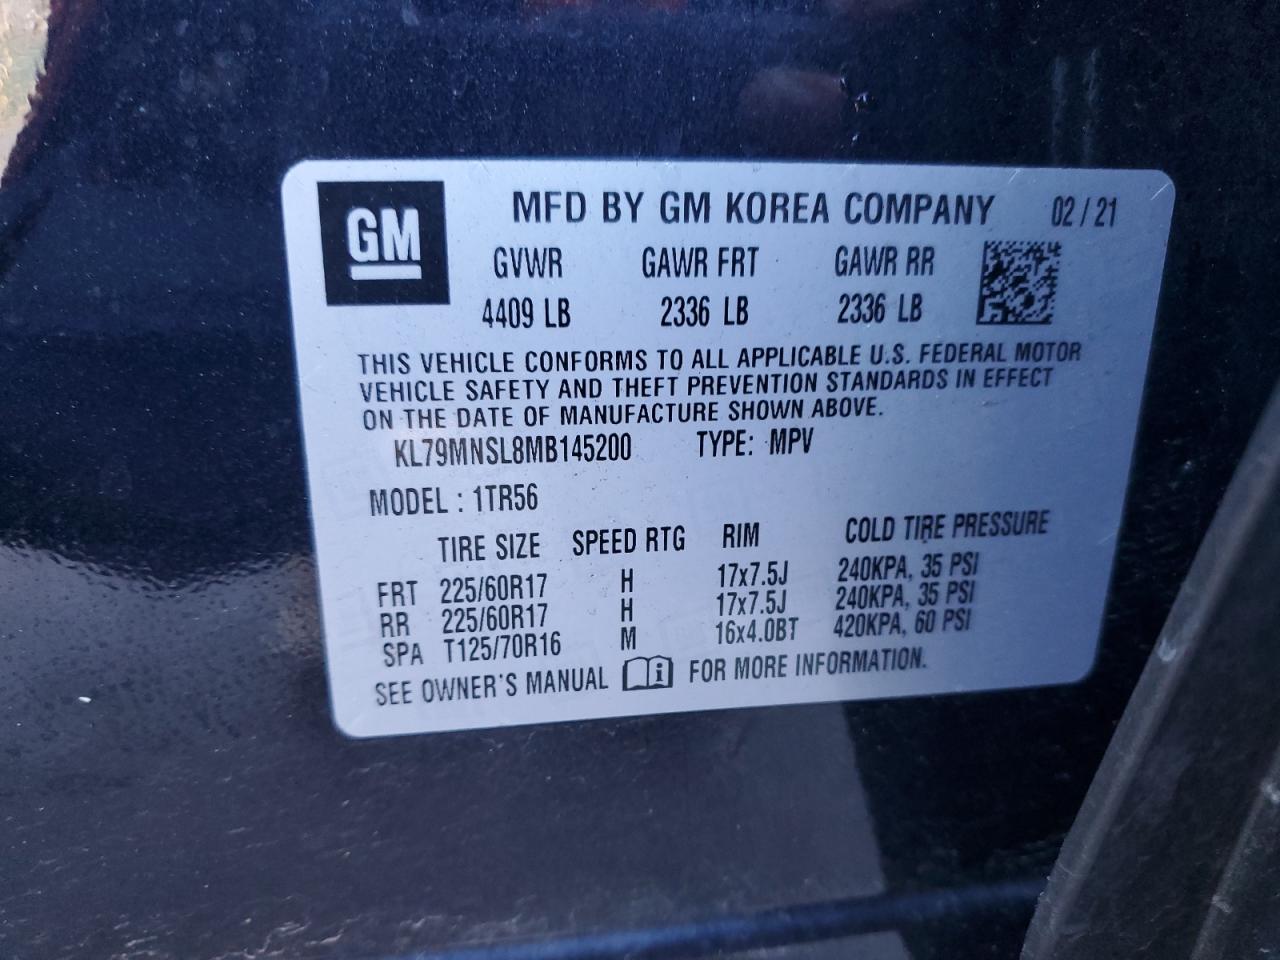 GM MFD BY GM KOREA COMPANY 02 / 21
GVWR GAWR FRT GAWR RR
4409 LB 2336 LB 2336 LB
THIS VEHICLE CONFORMS TO ALL APPLICABLE U.S. FEDERAL MOTOR
VEHICLE SAFETY AND THEFT PREVENTION STANDARDS IN EFFECT
ON THE DATE OF MANUFACTURE SHOWN ABOVE.
KL79MNSL8MB145200 TYPE: MPV
MODEL : 1TR56
TIRE SIZE SPEED RTG RIM COLD TIRE PRESSURE
FRT 225/60R17 H 17x7.5J 240KPA, 35 PSI
RR 225/60R17 H 17x7.5J 240KPA, 35 PSI
SPA T125/70R16 M 16x4.0BT 420KPA, 60 PSI
SEE OWNER'S MANUAL i FOR MORE INFORMATION.